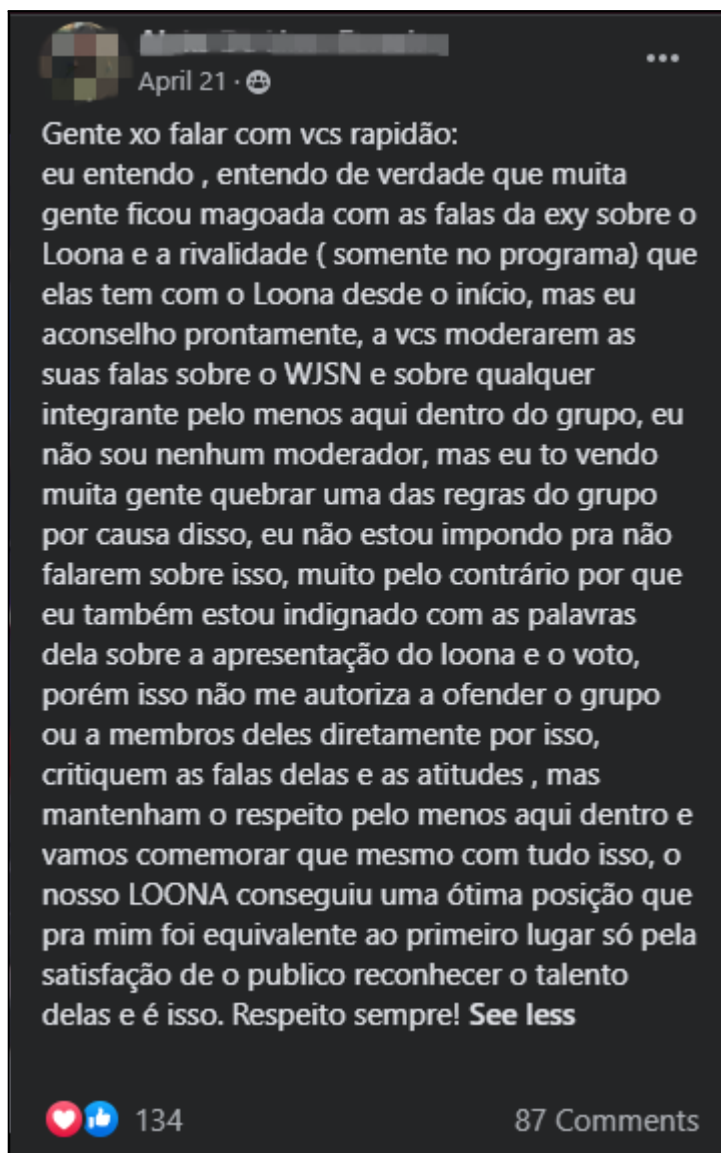 April 21
Gente xo falar com vcs rapidão:
eu entendo , entendo de verdade que muita
gente ficou magoada com as falas da exy sobre o
Loona e a rivalidade ( somente no programa) que
elas tem com o Loona desde o início, mas eu
aconselho prontamente, a vcs moderarem as
suas falas sobre o WJSN e sobre qualquer
integrante pelo menos aqui dentro do grupo, eu
não sou nenhum moderador, mas eu to vendo
muita gente quebrar uma das regras do grupo
por causa disso, eu não estou impondo pra não
falarem sobre isso, muito pelo contrário por que
eu também estou indignado com as palavras
dela sobre a apresentação do loona e o voto,
porém isso não me autoriza a ofender o grupo
ou a membros deles diretamente por isso,
critiquem as falas delas e as atitudes , mas
mantenham o respeito pelo menos aqui dentro e
vamos comemorar que mesmo com tudo isso, o
nosso LOONA conseguiu uma ótima posição que
pra mim foi equivalente ao primeiro lugar só pela
satisfação de o publico reconhecer o talento
delas e é isso. Respeito sempre! See less
134
87 Comments